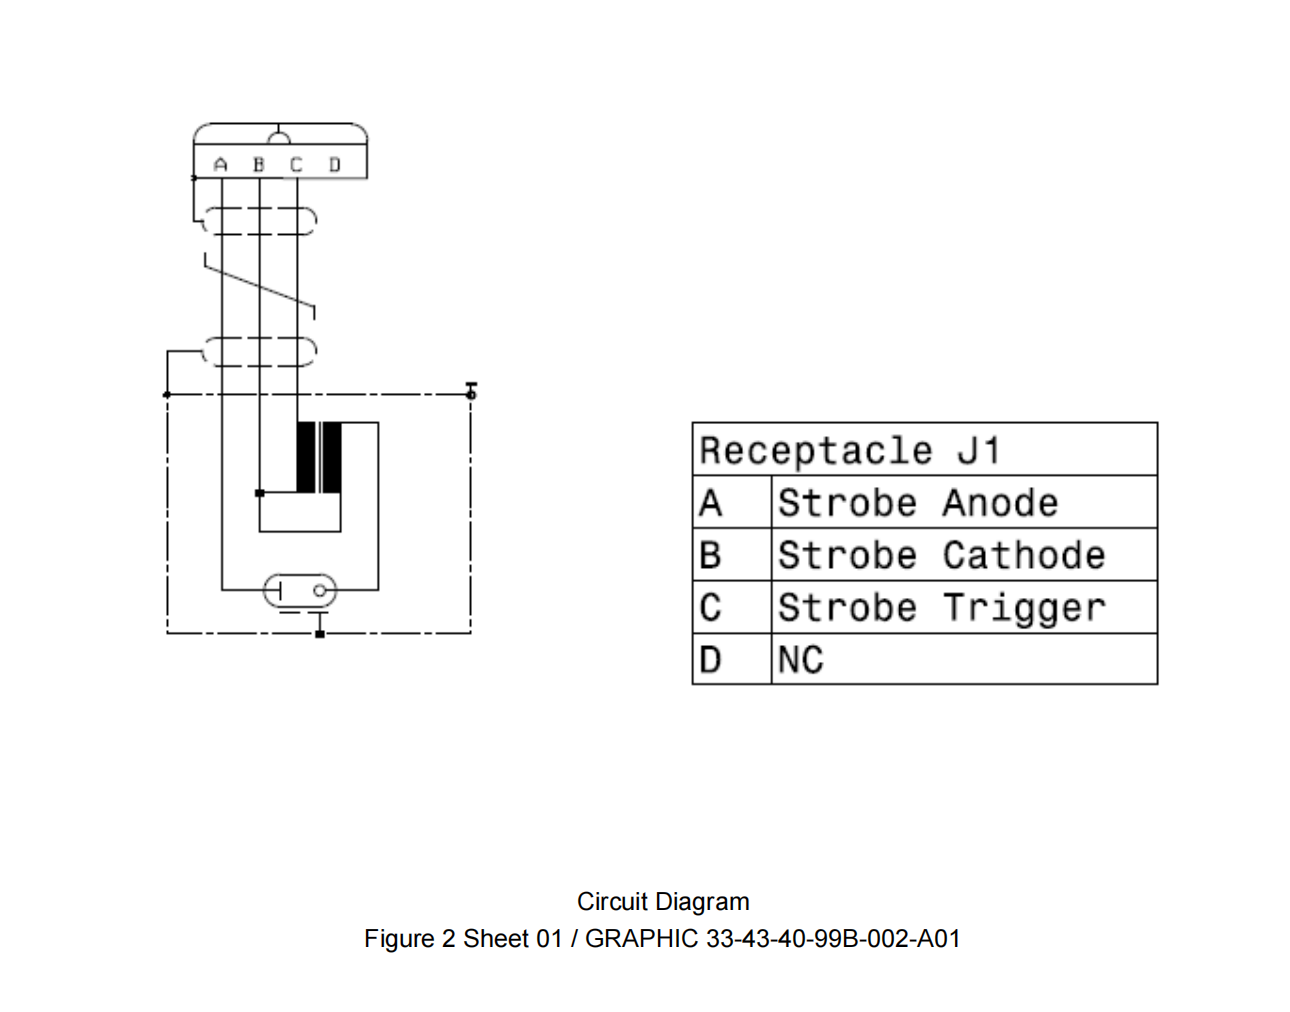 A B C D
Receptacle J1
A Strobe Anode
B Strobe Cathode
C Strobe Trigger
D NC
Circuit Diagram
Figure 2 Sheet 01 / GRAPHIC 33-43-40-99B-002-A01